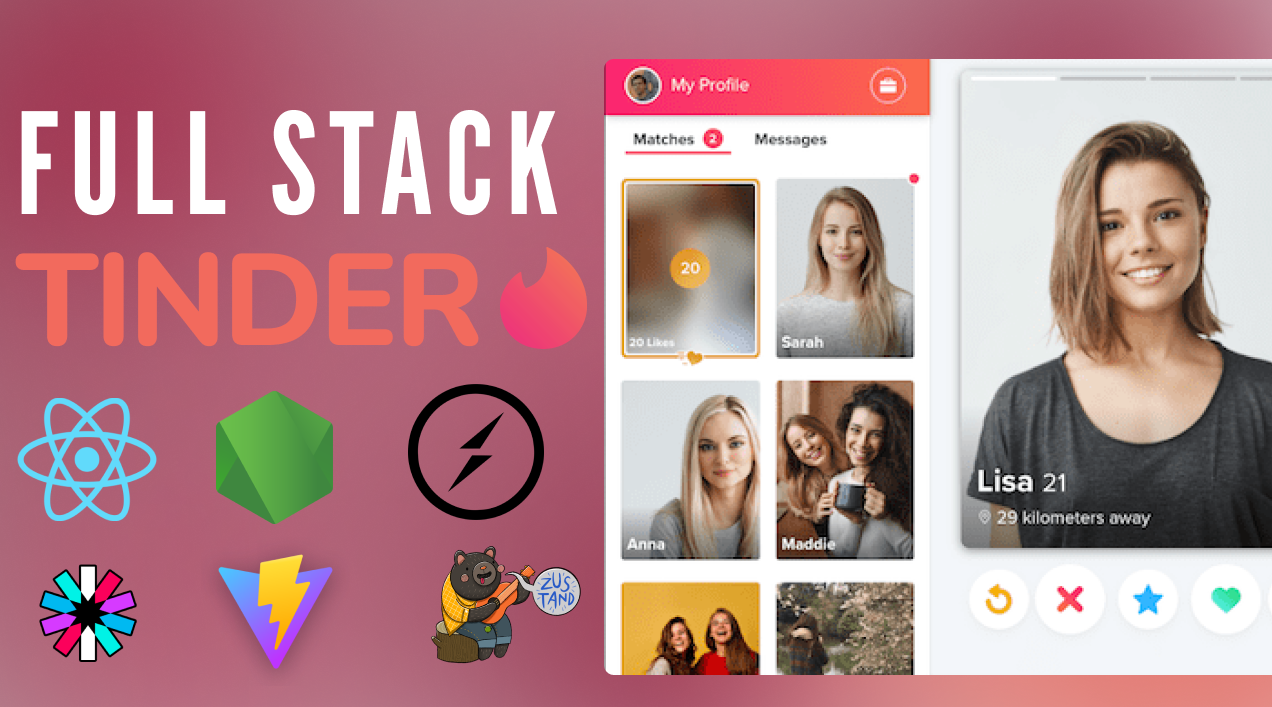 FULL STACK
TINDER
ZUS
TAND
My Profile
Matches 2 Messages
20
20 Likes
Sarah
Anna
Maddie
Lisa 21
29 kilometers away